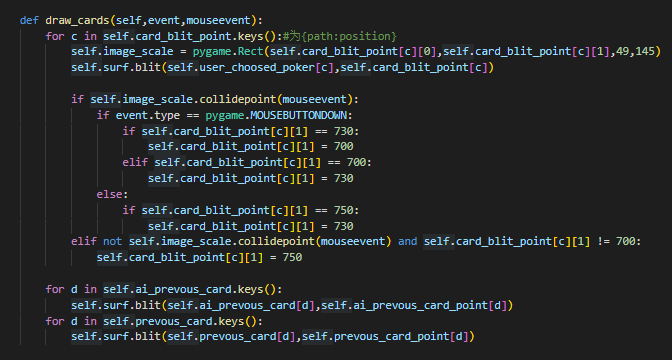 def draw_cards(self,event,mouseevent):
for c in self.card_blit_point.keys():#为{path:position}
self.image_scale = pygame.Rect(self.card_blit_point[c][0],self.card_blit_point[c][1],49,145)
self.surf.blit(self.user_choosed_poker[c],self.card_blit_point[c])
if self.image_scale.collidepoint(mouseevent):
if event.type == pygame.MOUSEBUTTONDOWN:
if self.card_blit_point[c][1] == 730:
self.card_blit_point[c][1] = 700
elif self.card_blit_point[c][1] == 700:
self.card_blit_point[c][1] = 730
else:
if self.card_blit_point[c][1] == 750:
self.card_blit_point[c][1] = 730
elif not self.image_scale.collidepoint(mouseevent) and self.card_blit_point[c][1] != 700:
self.card_blit_point[c][1] = 750
for d in self.ai_prevous_card.keys():
self.surf.blit(self.ai_prevous_card[d],self.ai_prevous_card_point[d])
for d in self.prevous_card.keys():
self.surf.blit(self.prevous_card[d],self.prevous_card_point[d])